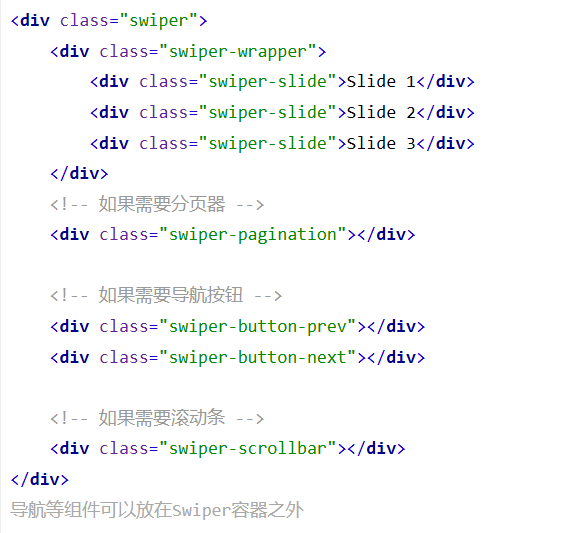 <div class="swiper">
    <div class="swiper-wrapper">
        <div class="swiper-slide">Slide 1</div>
        <div class="swiper-slide">Slide 2</div>
        <div class="swiper-slide">Slide 3</div>
    </div>
    <!-- 如果需要分页器 -->
    <div class="swiper-pagination"></div>

    <!-- 如果需要导航按钮 -->
    <div class="swiper-button-prev"></div>
    <div class="swiper-button-next"></div>

    <!-- 如果需要滚动条 -->
    <div class="swiper-scrollbar"></div>
</div>
导航等组件可以放在Swiper容器之外